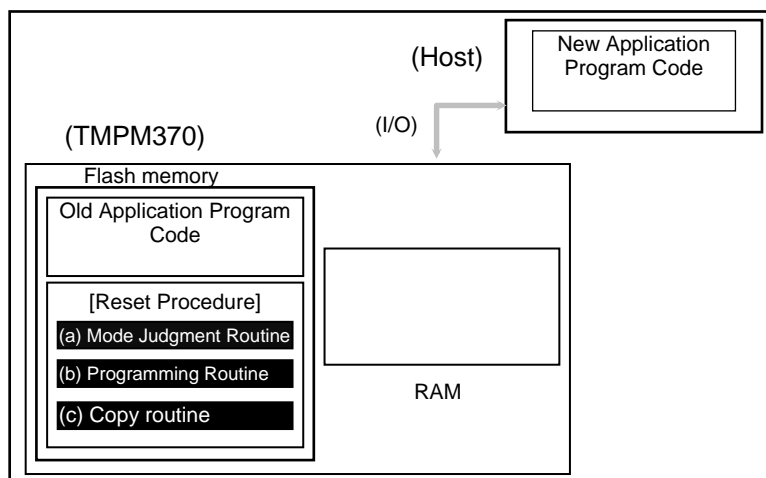 New Application
Program Code
(Host)
(I/O)
(TMPM370)
Flash memory
Old Application Program
Code
[Reset Procedure]
(a) Mode Judgment Routine
(b) Programming Routine
(c) Copy routine
RAM